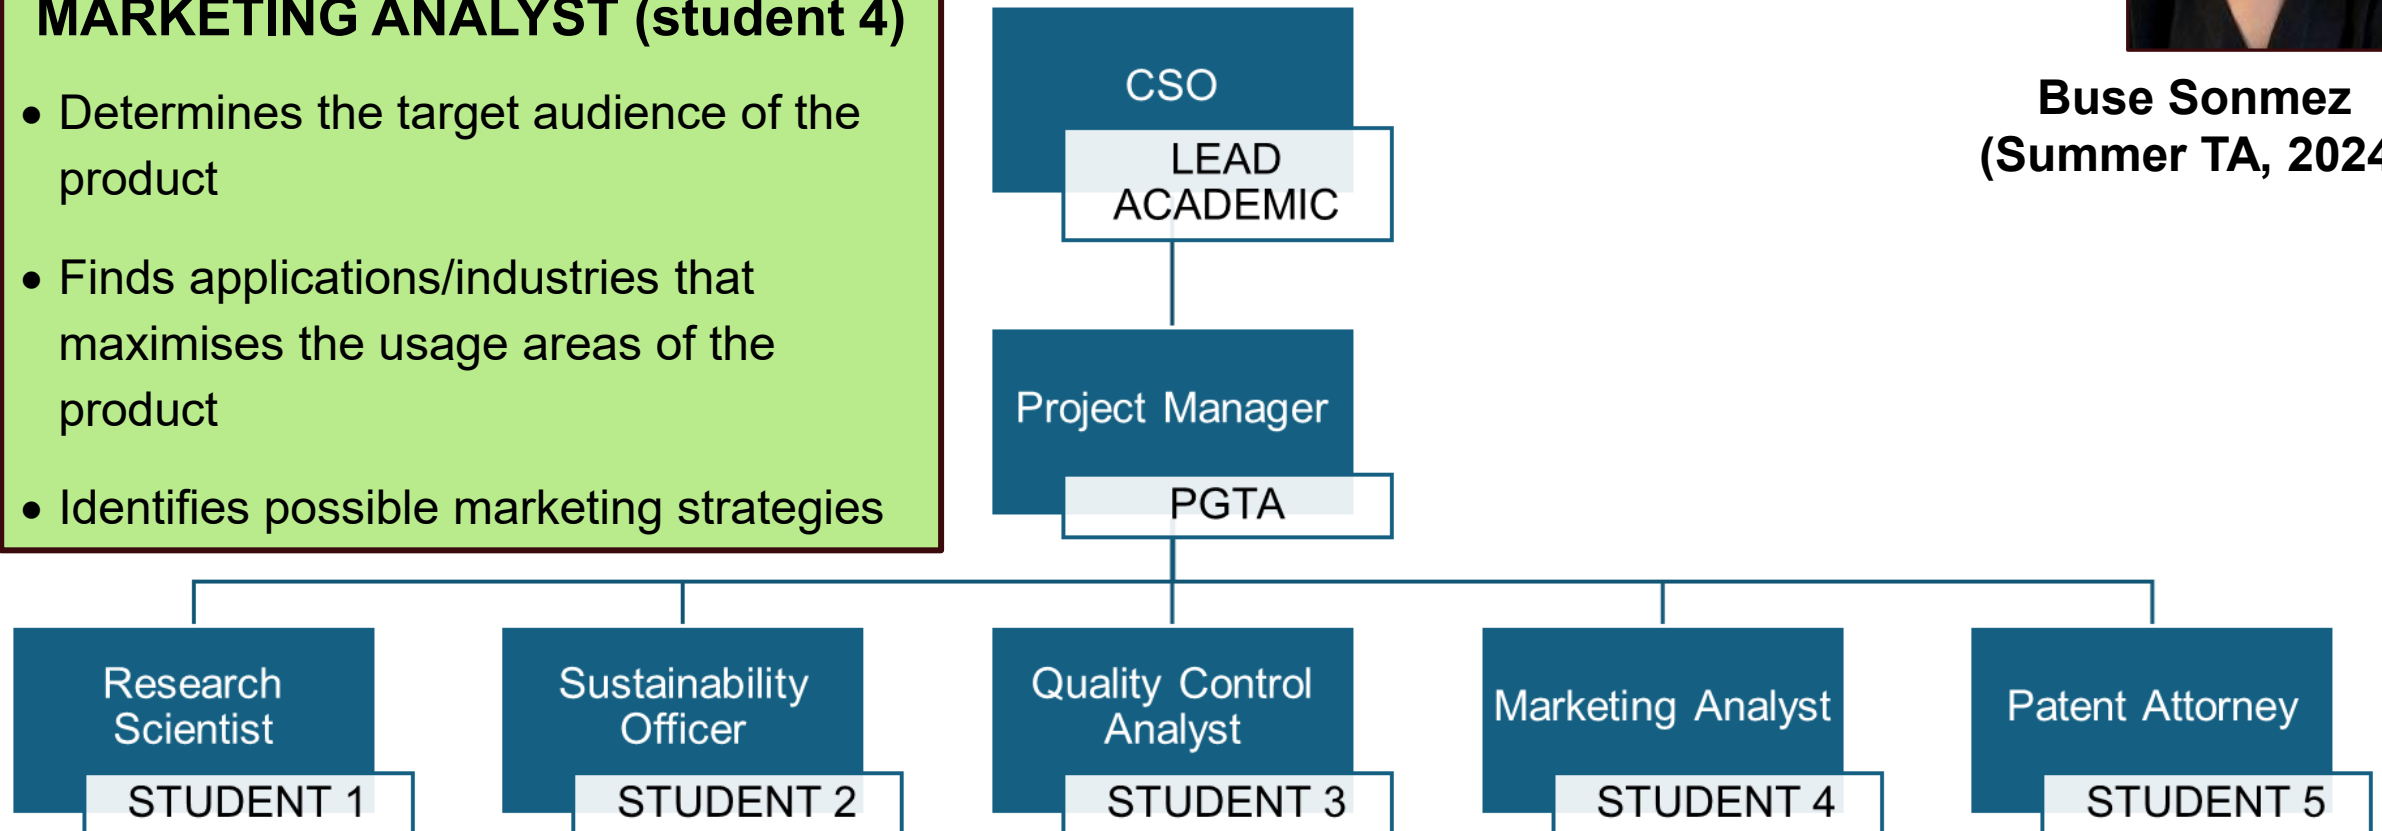 MARKETING ANALYST (student 4)
• Determines the target audience of the
product
• Finds applications/industries that
maximises the usage areas of the
product
• Identifies possible marketing strategies
CSO
LEAD
ACADEMIC
Buse Sonmez
(Summer TA, 2024
Project Manager
PGTA
Research
Scientist
STUDENT 1
Sustainability
Officer
STUDENT 2
Quality Control
Analyst
STUDENT 3
Marketing Analyst
STUDENT 4
Patent Attorney
STUDENT 5